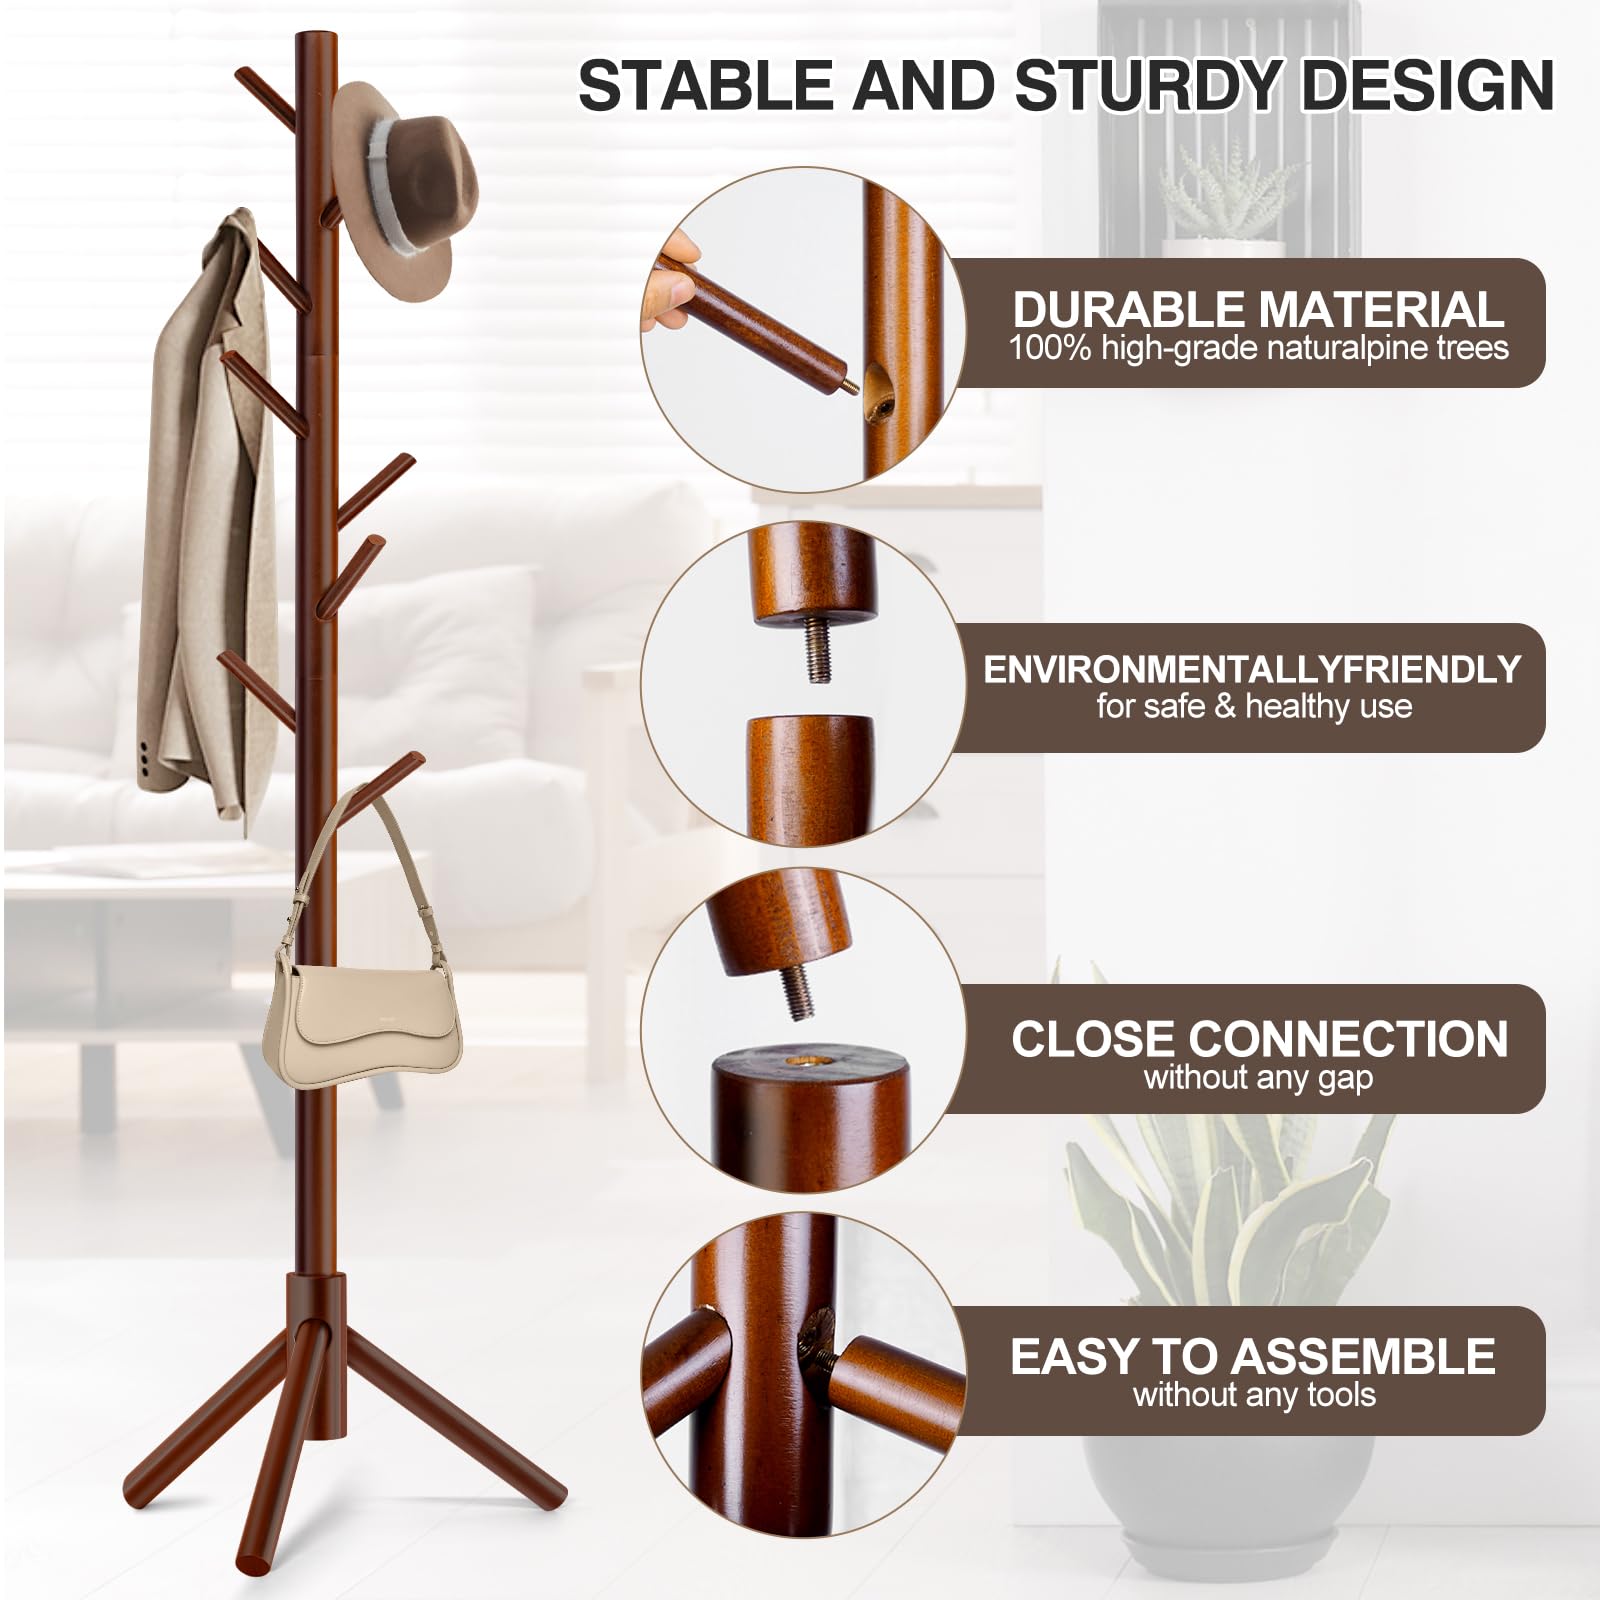 STABLE AND STURDY DESIGN
DURABLE MATERIAL
100% high-grade naturalpine trees
ENVIRONMENTALLYFRIENDLY
for safe & healthy use
CLOSE CONNECTION
without any gap
EASY TO ASSEMBLE
without any tools